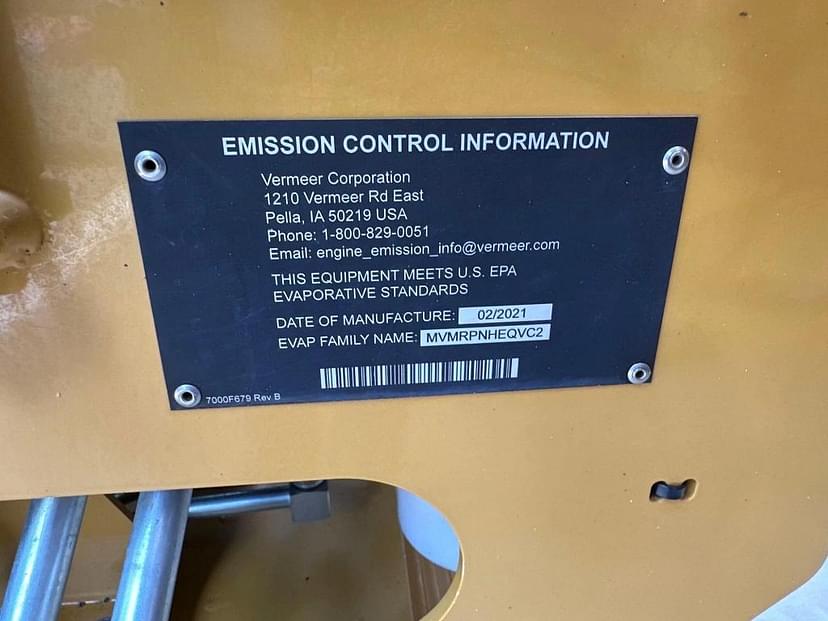 EMISSION CONTROL INFORMATION
Vermeer Corporation
1210 Vermeer Rd East
Pella, IA 50219 USA
Phone: 1-800-829-0051
Email: engine_emission_info@vermeer.com
THIS EQUIPMENT MEETS U.S. EPA
EVAPORATIVE STANDARDS
DATE OF MANUFACTURE: 02/2021
EVAP FAMILY NAME: MVMRPNHEQVC2
7000F679 Rev B